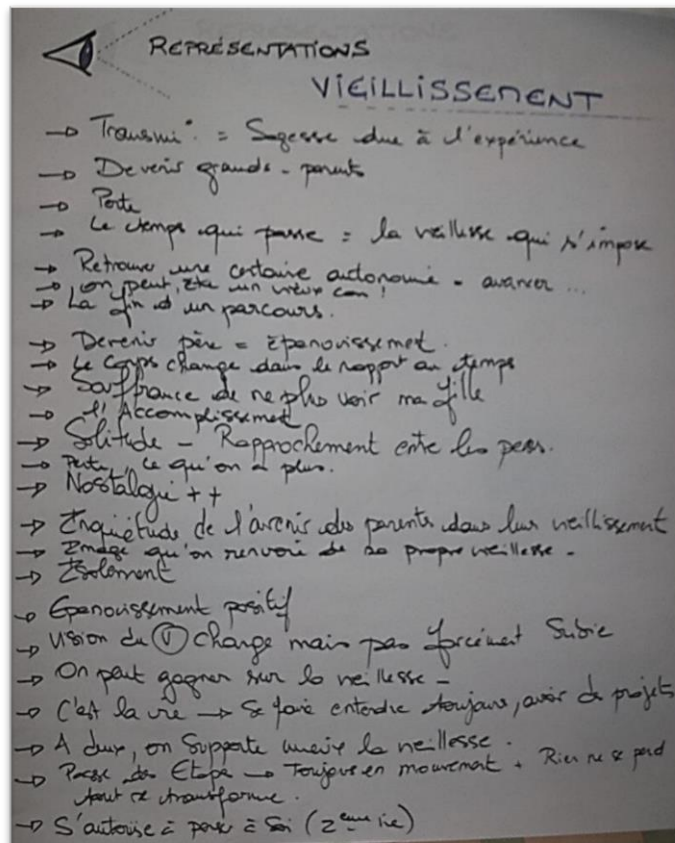 REPRÉSENTATIONS
VIEILLISSEMENT
→ Transmi°. = Sagesse due à l'expérience
→ Devenir grands-parents
→ Perte
→ Le temps qui passe = la veillesse qui s'impose
→ Retrouver une certaine autonomie - avancer...
→ on peut être un vieux con !
→ La fin d'un parcours.
→ Devenir père = épanouissement.
→ Le corps change dans le rapport au temps
→ Souffrance de ne plus voir ma fille
→ l'Accomplissement
→ Solitude - Rapprochement entre les pers.
→ Perte, ce qu'on a plus.
→ Nostalgie ++
→ Inquiétude de l'avenir des parents dans leur vieillissement
→ Image qu'on renvoie de sa propre vieillesse -
→ Isolement
→ Epanouissement positif
→ Vision du V change mais pas forcément Subie
→ On peut gagner sur la vieillesse -
→ C'est la vie → Se faire entendre toujours, avoir des projets
→ A deux, on supporte mieux la vieillesse.
→ Passe des Etapes → Toujours en mouvement + Rien ne se perd
tout se transforme.
→ S'autorise à penser à Soi (2ème vie)